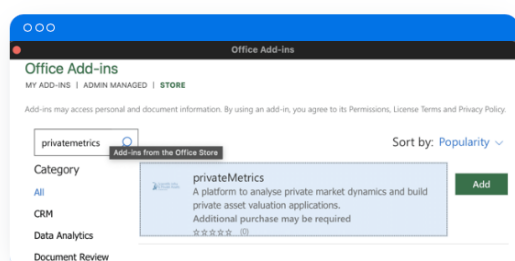 Office Add-ins
Office Add-ins
MY ADD-INS | ADMIN MANAGED | STORE
Add-ins may access personal and document information. By using an add-in, you agree to its Permissions, License Terms and Privacy Policy.
privatemetrics
Sort by: Popularity
Add-ins from the Office Store
Category
All
CRM
Data Analytics
Document Review
privateMetrics
A platform to analyse private market dynamics and build
private asset valuation applications.
Additional purchase may be required
(0)
Add